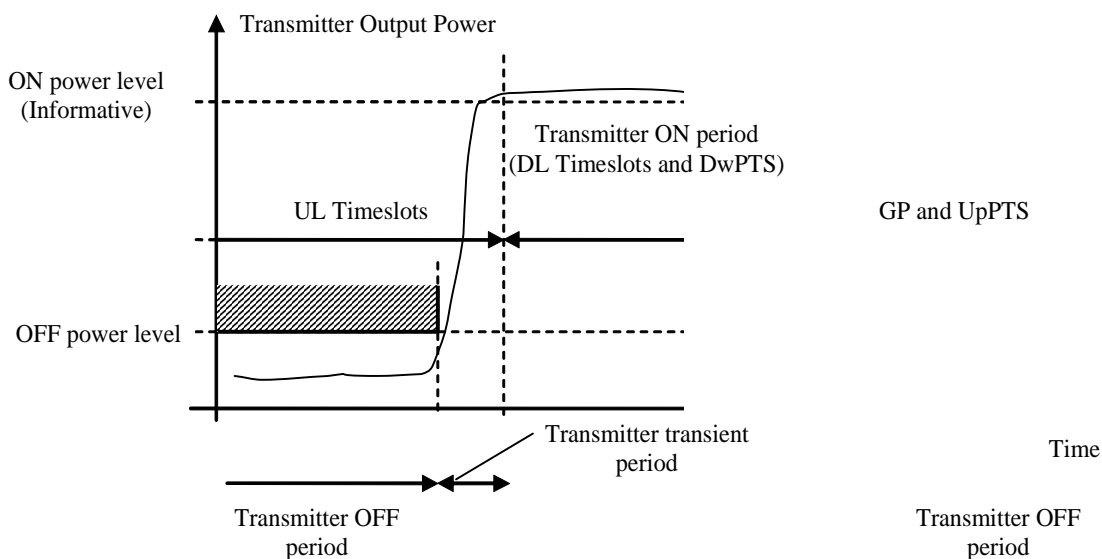 Transmitter Output Power
ON power level
(Informative)
Transmitter ON period
(DL Timeslots and DwPTS)
UL Timeslots
GP and UpPTS
OFF power level
Transmitter transient
period
Time
Transmitter OFF
period
Transmitter OFF
period